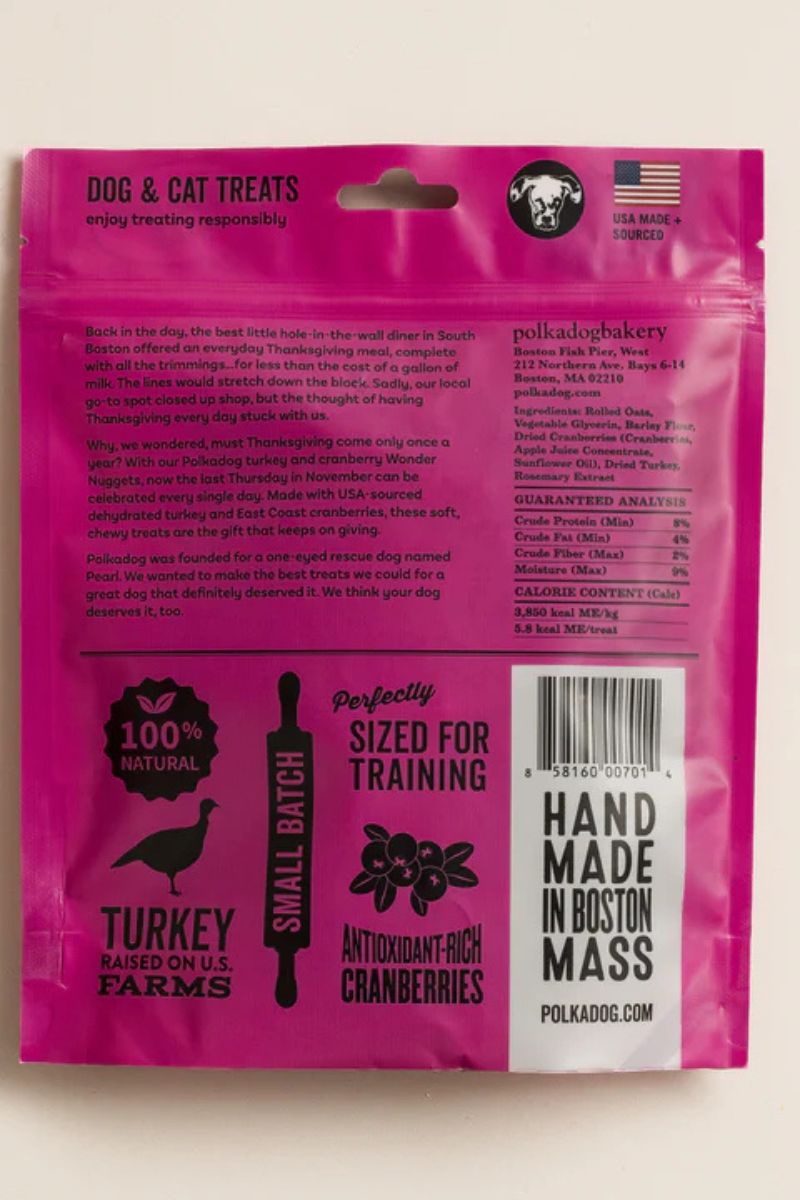 DOG & CAT TREATS
enjoy treating responsibly
USA MADE +
SOURCED
Back in the day, the best little hole-in-the-wall diner in South
Boston offered an everyday Thanksgiving meal, complete
with all the trimmings...for less than the cost of a gallon of
milk. The lines would stretch down the block. Sadly, our local
go-to spot closed up shop, but the thought of having
Thanksgiving every day stuck with us.
Why, we wondered, must Thanksgiving come only once a
year? With our Polkadog turkey and cranberry Wonder
Nuggets, now the last Thursday in November can be
celebrated every single day. Made with USA-sourced
dehydrated turkey and East Coast cranberries, these soft,
chewy treats are the gift that keeps on giving.
Polkadog was founded for a one-eyed rescue dog named
Pearl. We wanted to make the best treats we could for a
great dog that definitely deserved it. We think your dog
deserves it, too.
polkadogbakery
Boston Fish Pier, West
212 Northern Ave, Bays 6-14
Boston, MA 02210
polkadog.com
Ingredients: Rolled Oats,
Vegetable Glycerin, Barley Flour,
Dried Cranberries (Cranberries,
Apple Juice Concentrate,
Sunflower Oil), Dried Turkey,
Rosemary Extract
GUARANTEED ANALYSIS
Crude Protein (Min) 8%
Crude Fat (Min) 4%
Crude Fiber (Max) 2%
Moisture (Max) 9%
CALORIE CONTENT (Calc)
3,850 kcal ME/kg
5.8 kcal ME/treat
100%
NATURAL
TURKEY
RAISED ON U.S.
FARMS
SMALL BATCH
Perfectly
SIZED FOR
TRAINING
ANTIOXIDANT-RICH
CRANBERRIES
8 58160 00701 4
HAND
MADE
IN BOSTON
MASS
POLKADOG.COM